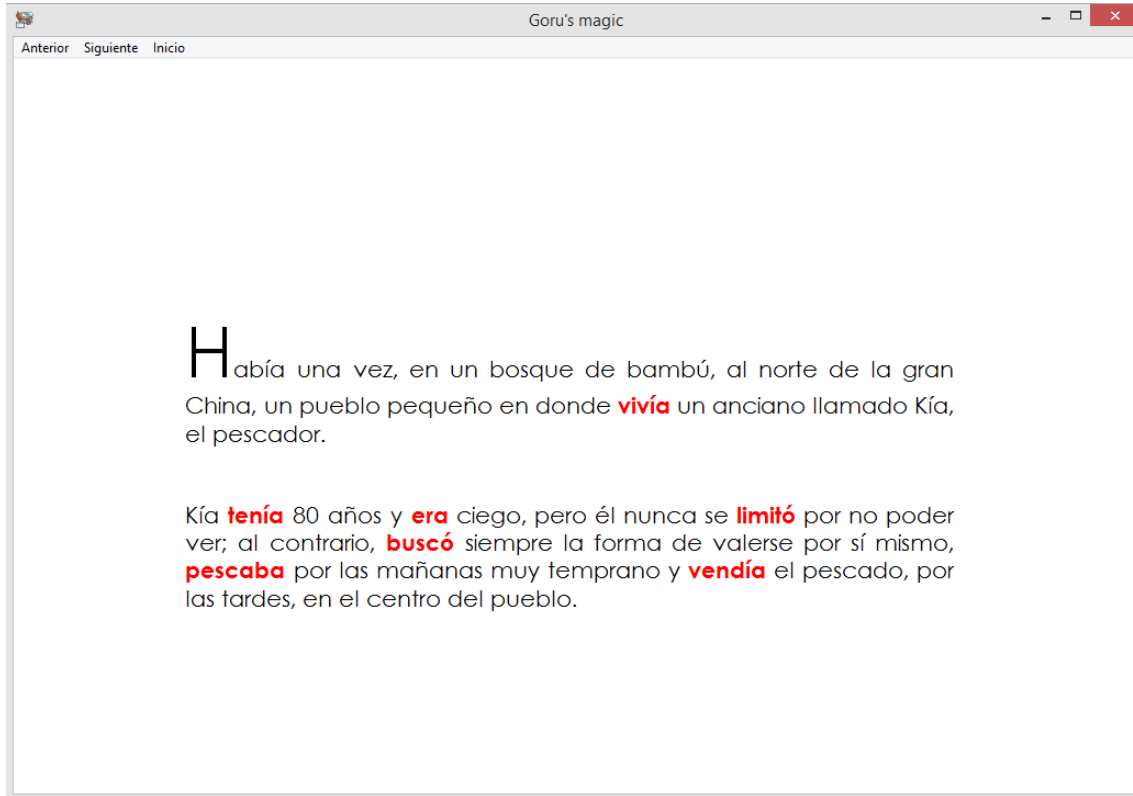 Goru's magic
Anterior Siguiente Inicio
Había una vez, en un bosque de bambú, al norte de la gran
China, un pueblo pequeño en donde vivía un anciano llamado Kía,
el pescador.
Kía tenía 80 años y era ciego, pero él nunca se limitó por no poder
ver; al contrario, buscó siempre la forma de valerse por sí mismo,
pescaba por las mañanas muy temprano y vendía el pescado, por
las tardes, en el centro del pueblo.